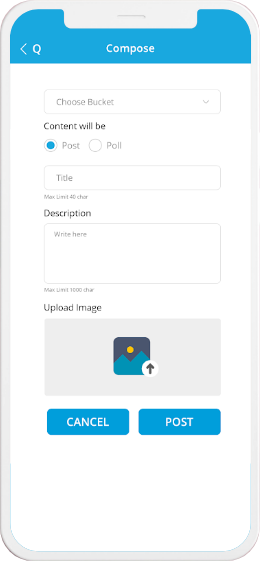 Q Compose
Choose Bucket
Content will be
Post Poll
Title
Max Limit 40 char
Description
Write here
Max Limit 1000 char
Upload Image
CANCEL POST